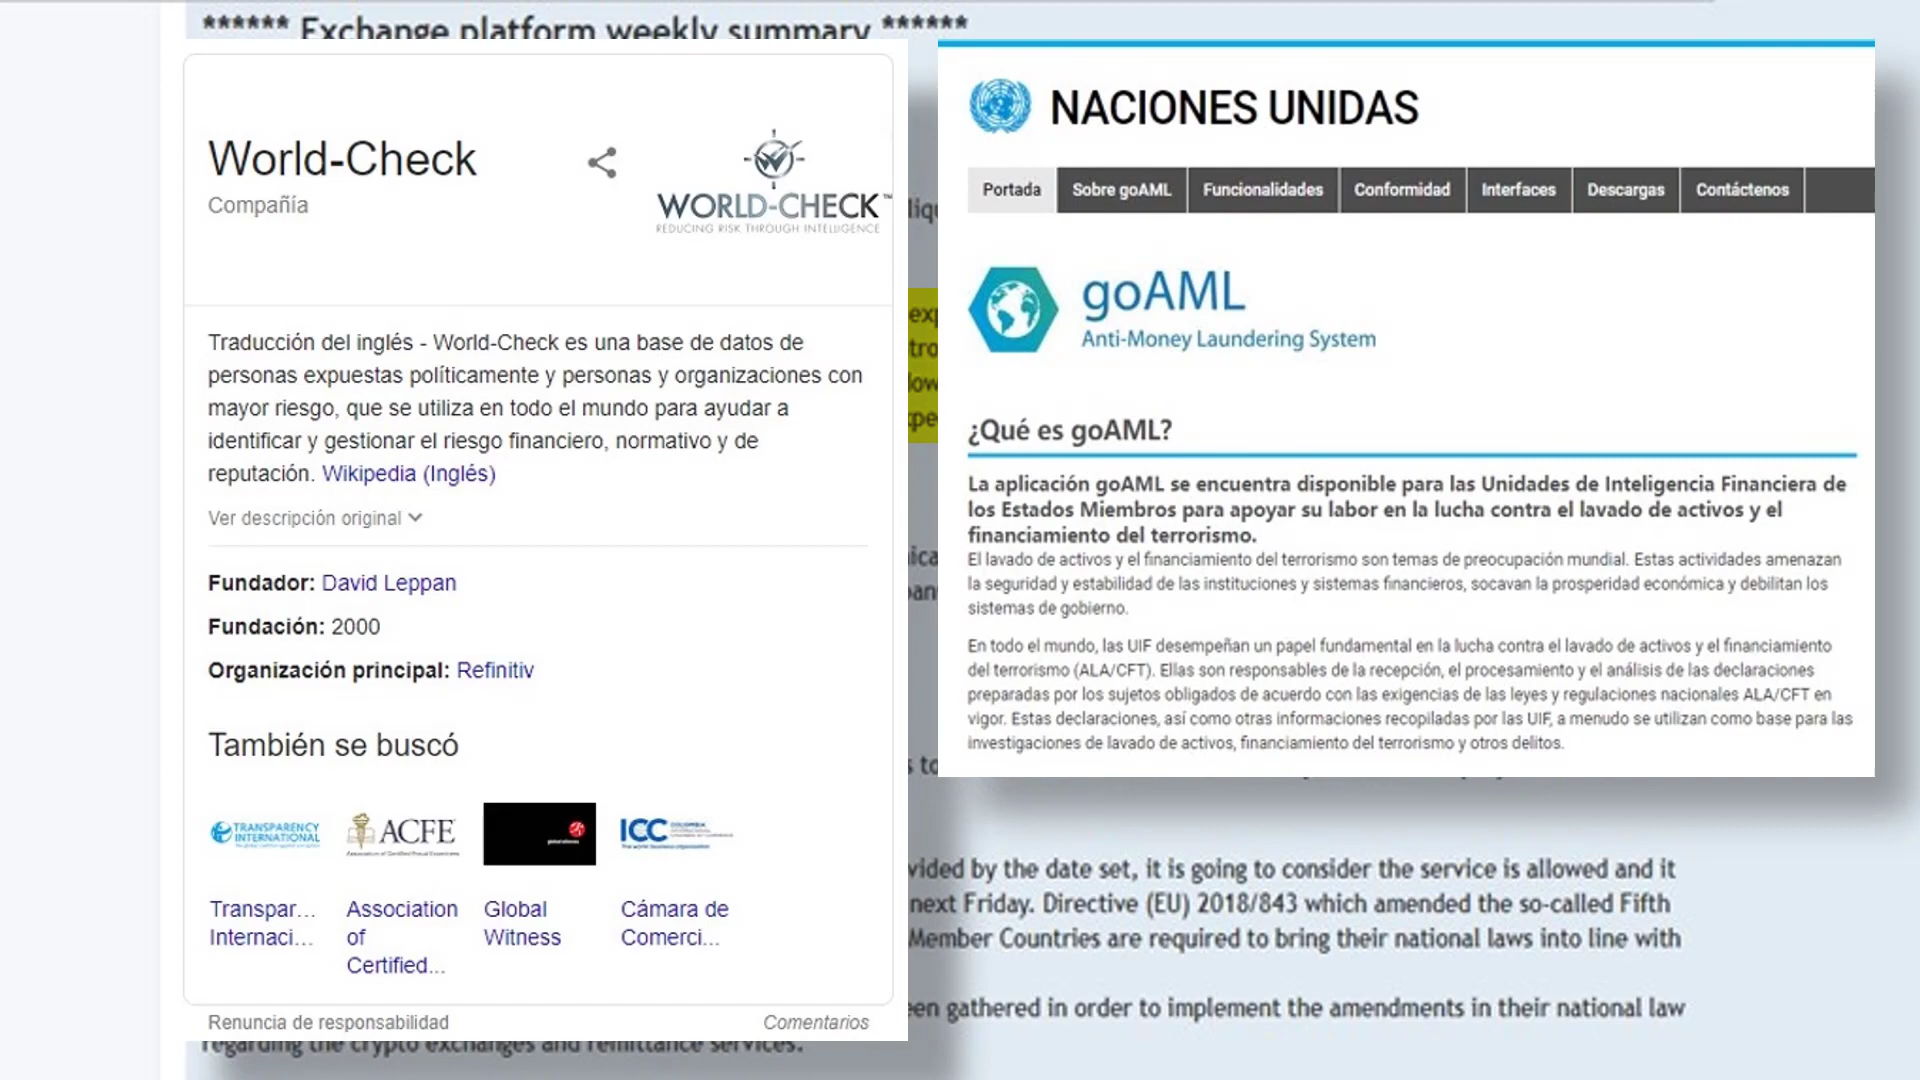 ****** Exchange platform weekly summary ******
World-Check
Compañía
WORLD-CHECK™
REDUCING RISK THROUGH INTELLIGENCE
Traducción del inglés - World-Check es una base de datos de
personas expuestas políticamente y personas y organizaciones con
mayor riesgo, que se utiliza en todo el mundo para ayudar a
identificar y gestionar el riesgo financiero, normativo y de
reputación. Wikipedia (Inglés)
Ver descripción original
Fundador: David Leppan
Fundación: 2000
Organización principal: Refinitiv
También se buscó
TRANSPARENCY
INTERNATIONAL
ACFE
ICC
Transpar...
Internaci...
Association
of
Certified...
Global
Witness
Cámara de
Comerci...
Renuncia de responsabilidad
Comentarios
NACIONES UNIDAS
Portada Sobre goAML Funcionalidades Conformidad Interfaces Descargas Contáctenos
goAML
Anti-Money Laundering System
¿Qué es goAML?
La aplicación goAML se encuentra disponible para las Unidades de Inteligencia Financiera de
los Estados Miembros para apoyar su labor en la lucha contra el lavado de activos y el
financiamiento del terrorismo.
El lavado de activos y el financiamiento del terrorismo son temas de preocupación mundial. Estas actividades amenazan
la seguridad y estabilidad de las instituciones y sistemas financieros, socavan la prosperidad económica y debilitan los
sistemas de gobierno.
En todo el mundo, las UIF desempeñan un papel fundamental en la lucha contra el lavado de activos y el financiamiento
del terrorismo (ALA/CFT). Ellas son responsables de la recepción, el procesamiento y el análisis de las declaraciones
preparadas por los sujetos obligados de acuerdo con las exigencias de las leyes y regulaciones nacionales ALA/CFT en
vigor. Estas declaraciones, así como otras informaciones recopiladas por las UIF, a menudo se utilizan como base para las
investigaciones de lavado de activos, financiamiento del terrorismo y otros delitos.
vided by the date set, it is going to consider the service is allowed and it
next Friday. Directive (EU) 2018/843 which amended the so-called Fifth
Member Countries are required to bring their national laws into line with
en gathered in order to implement the amendments in their national law
regarding the crypto exchanges and remittance services.